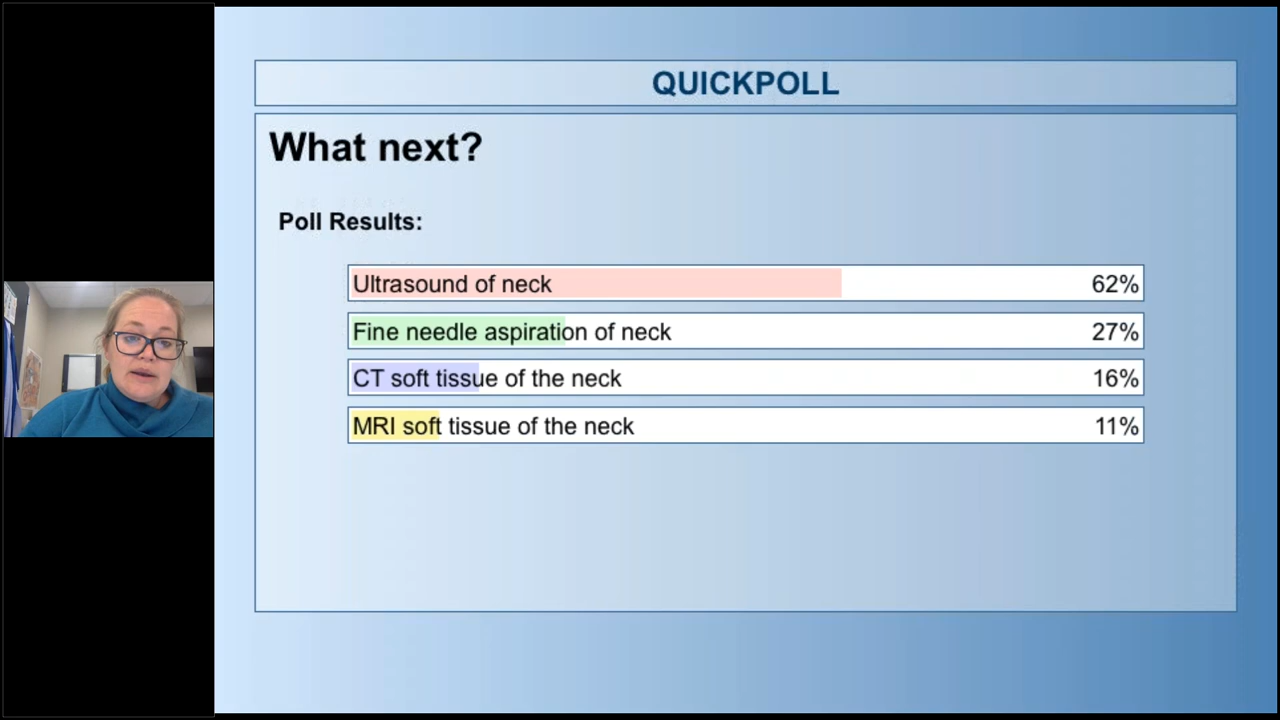 QUICKPOLL
What next?
Poll Results:
Ultrasound of neck 62%
Fine needle aspiration of neck 27%
CT soft tissue of the neck 16%
MRI soft tissue of the neck 11%